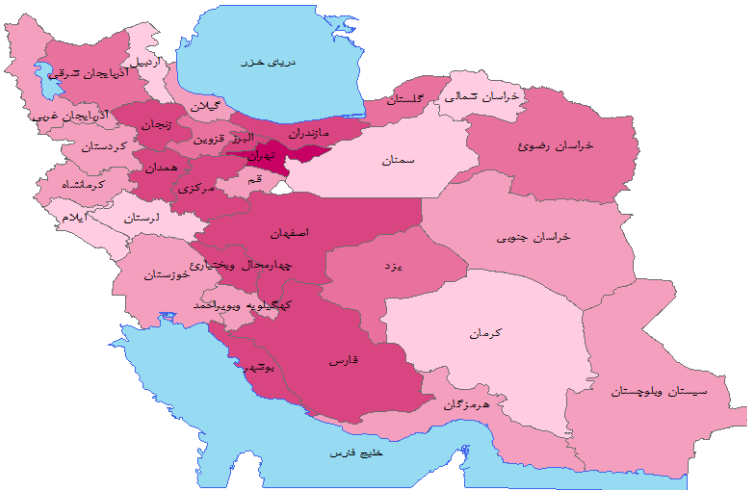 دریای خزر
اردبیل
آذربایجان شرقی
خراسان شمالی
گلستان
گیلان
آذربایجان غربی
زنجان
مازندران
البرز
قزوین
کردستان
خراسان رضوئ
تهران
سمنان
همدان
قم
کرمانشاه
مرکزی
ایلام
لرستان
اصفهان
خراسان جنوبی
یزد
چهارمحال وبختیارئ
خوزستان
کهگیلویه وبویراحمد
کرمان
فارس
بوشهر
سیستان وبلوچستان
هرمزگان
خلیج فارس